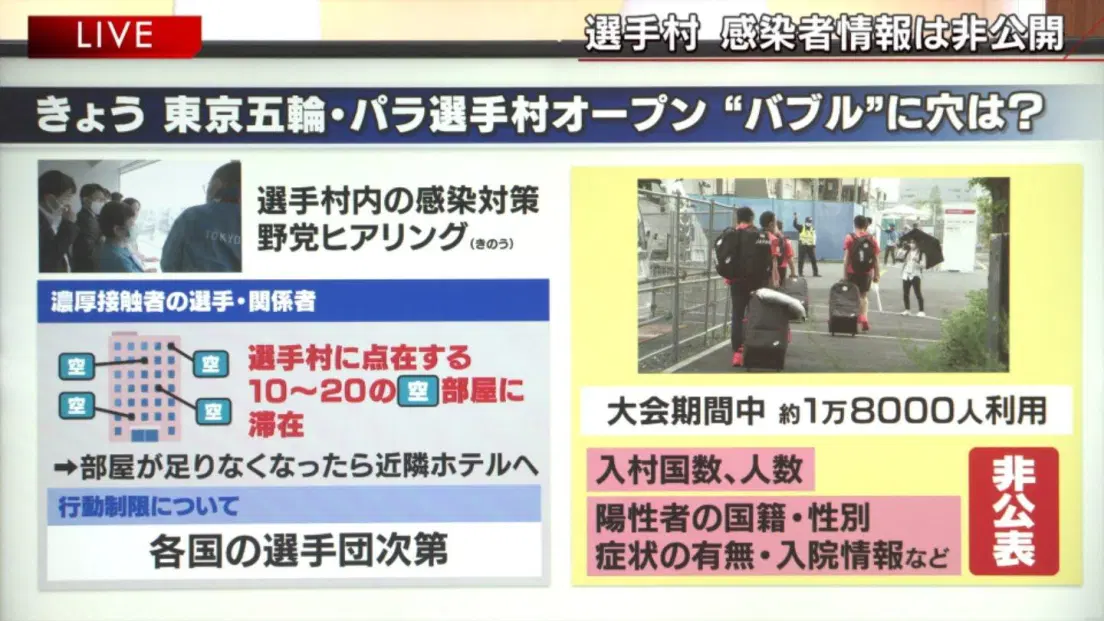 LIVE
選手村 感染者情報は非公開
きょう 東京五輪・パラ選手村オープン “バブル”に穴は？
TOKYO
選手村内の感染対策
野党ヒアリング(きのう)
濃厚接触者の選手・関係者
空
空
空
空
選手村に点在する
10〜20の空部屋に
滞在
➡部屋が足りなくなったら近隣ホテルへ
行動制限について
各国の選手団次第
大会期間中 約1万8000人利用
入村国数、人数
陽性者の国籍・性別
症状の有無・入院情報など
非公表